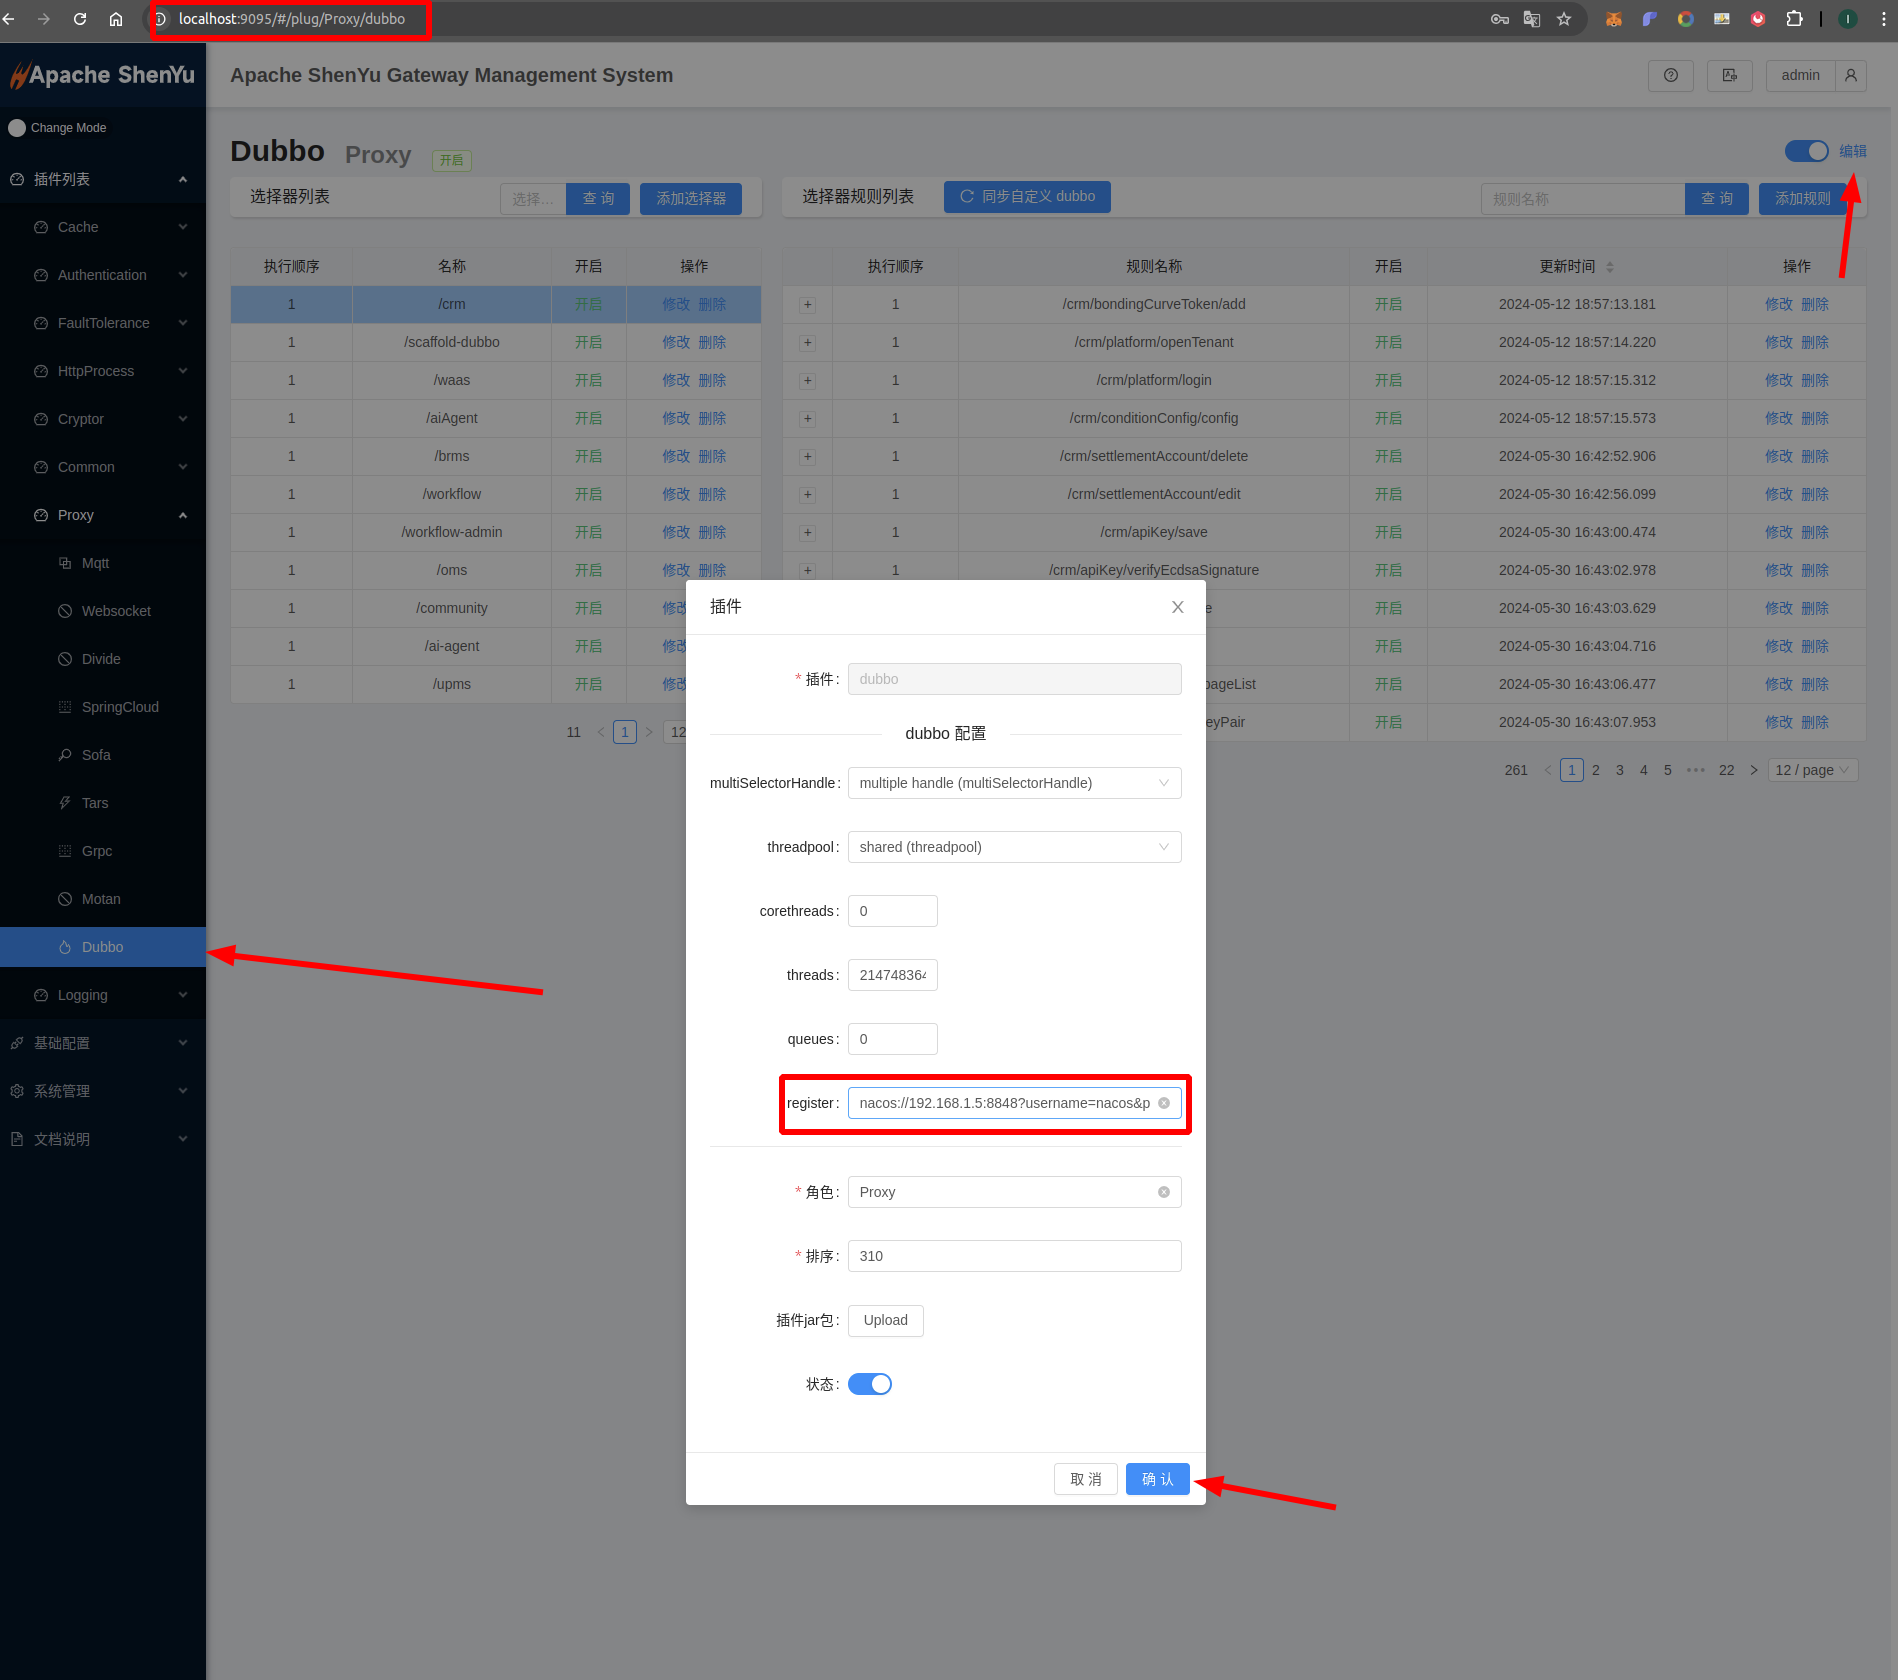 localhost:9095/#/plug/Proxy/dubbo
Apache ShenYu
Apache ShenYu Gateway Management System
admin
Change Mode
插件列表
Cache
Authentication
FaultTolerance
HttpProcess
Cryptor
Common
Proxy
Mqtt
Websocket
Divide
SpringCloud
Sofa
Tars
Grpc
Motan
Dubbo
Logging
基础配置
系统管理
文档说明
Dubbo Proxy 开启
编辑
选择器列表 选择... 查 询 添加选择器
选择器规则列表 同步自定义 dubbo 规则名称 查 询 添加规则
执行顺序 名称 开启 操作
1 /crm 开启 修改 删除
1 /scaffold-dubbo 开启 修改 删除
1 /waas 开启 修改 删除
1 /aiAgent 开启 修改 删除
1 /brms 开启 修改 删除
1 /workflow 开启 修改 删除
1 /workflow-admin 开启 修改 删除
1 /oms 开启 修改 删除
1 /community 开启 修改
1 /ai-agent 开启 修改
1 /upms 开启 修改
11 < 1 > 12
执行顺序 规则名称 开启 更新时间 操作
+ 1 /crm/bondingCurveToken/add 开启 2024-05-12 18:57:13.181 修改 删除
+ 1 /crm/platform/openTenant 开启 2024-05-12 18:57:14.220 修改 删除
+ 1 /crm/platform/login 开启 2024-05-12 18:57:15.312 修改 删除
+ 1 /crm/conditionConfig/config 开启 2024-05-12 18:57:15.573 修改 删除
+ 1 /crm/settlementAccount/delete 开启 2024-05-30 16:42:52.906 修改 删除
+ 1 /crm/settlementAccount/edit 开启 2024-05-30 16:42:56.099 修改 删除
+ 1 /crm/apiKey/save 开启 2024-05-30 16:43:00.474 修改 删除
+ 1 /crm/apiKey/verifyEcdsaSignature 开启 2024-05-30 16:43:02.978 修改 删除
e 开启 2024-05-30 16:43:03.629 修改 删除
开启 2024-05-30 16:43:04.716 修改 删除
pageList 开启 2024-05-30 16:43:06.477 修改 删除
eyPair 开启 2024-05-30 16:43:07.953 修改 删除
261 < 1 2 3 4 5 ••• 22 > 12 / page
插件
* 插件: dubbo
dubbo 配置
multiSelectorHandle: multiple handle (multiSelectorHandle)
threadpool: shared (threadpool)
corethreads: 0
threads: 214748364
queues: 0
register: nacos://192.168.1.5:8848?username=nacos&p
* 角色: Proxy
* 排序: 310
插件jar包: Upload
状态:
取 消 确 认